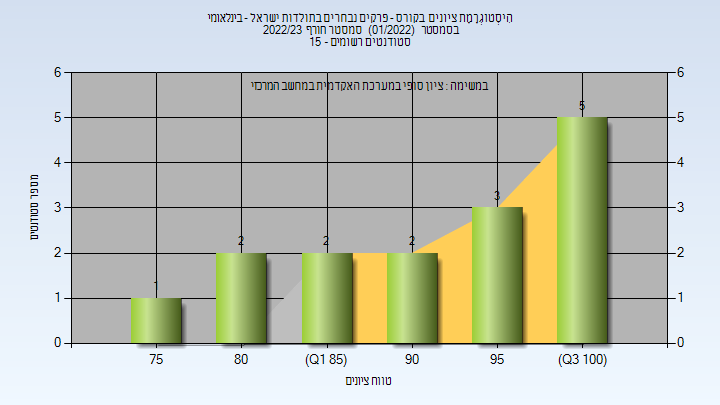 היסטוגרמת ציונים בקורס - פרקים נבחרים בתולדות ישראל - בינלאומי
בסמסטר (01/2022) סמסטר חורף 2022/23
סטודנטים רשומים - 15
במשימה : ציון סופי במערכת האקדמית במחשב המרכזי
6 6
5 5
4 4
3 3
2 2
1 1
0 0
1 2 2 2 3 5
מספר סטודנטים
75 80 (Q1 85) 90 95 (Q3 100)
טווח ציונים